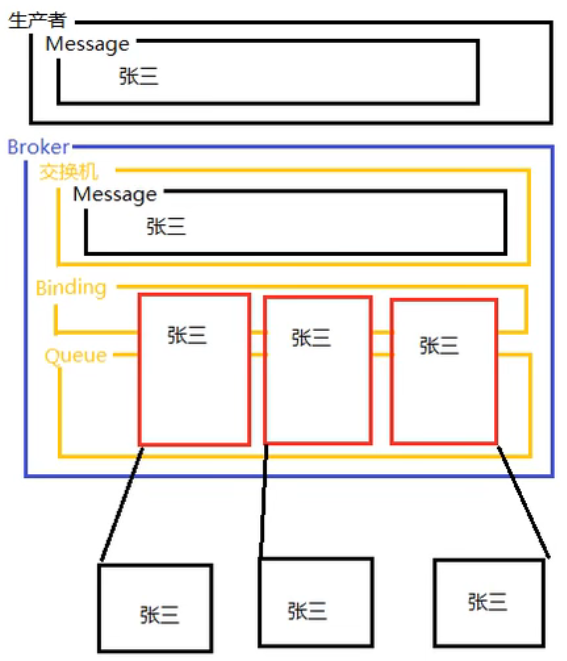 生产者
Message
张三
Broker
交换机
Message
张三
Binding
张三 张三 张三
Queue
张三 张三 张三